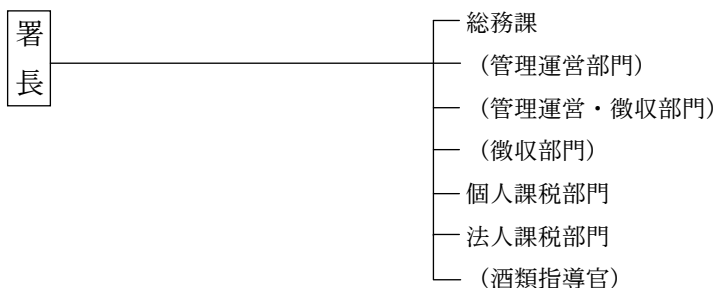 署長
総務課
（管理運営部門）
（管理運営・徴収部門）
（徴収部門）
個人課税部門
法人課税部門
（酒類指導官）